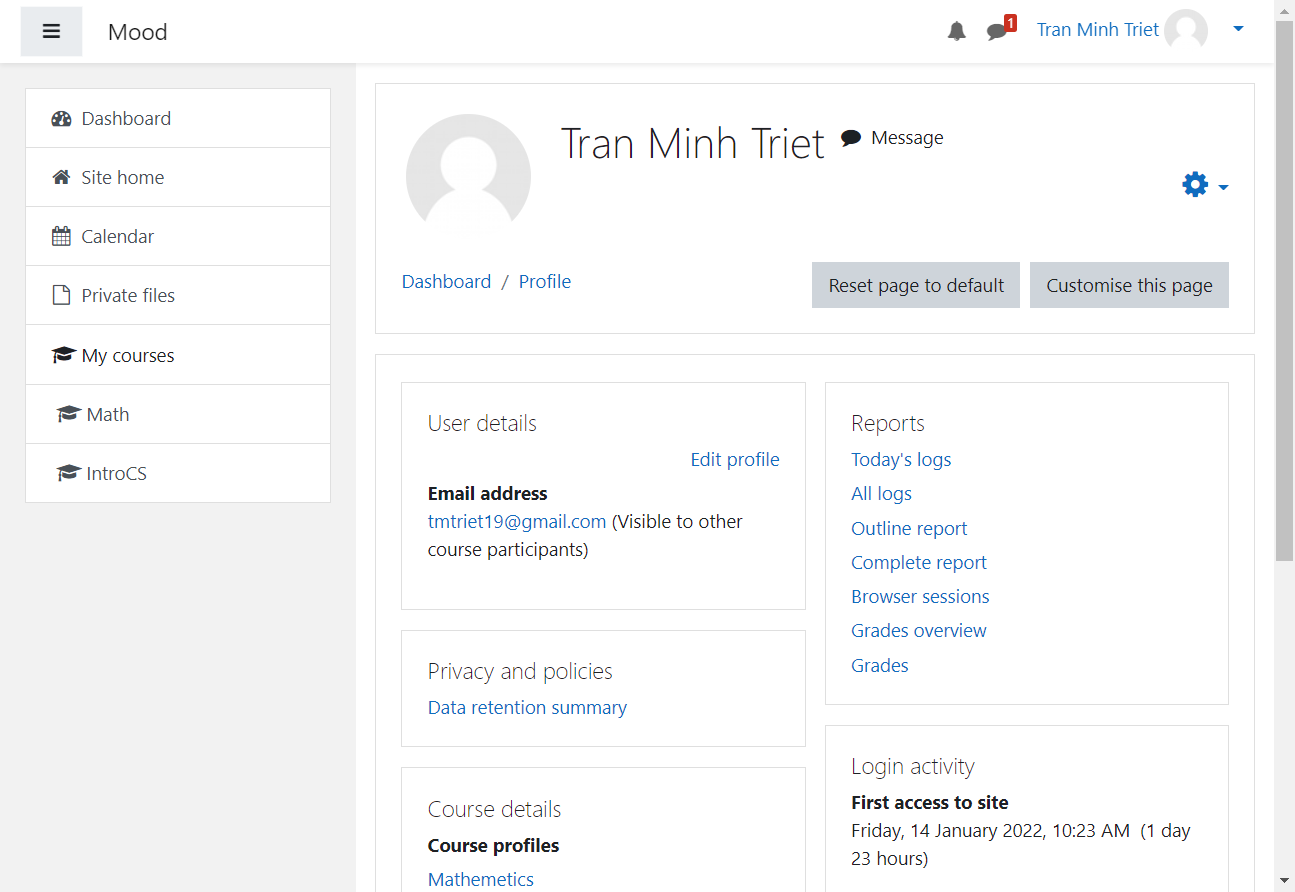 Mood
1
Tran Minh Triet
Dashboard
Site home
Calendar
Private files
My courses
Math
IntroCS
Tran Minh Triet
Message
Dashboard / Profile
Reset page to default
Customise this page
User details
Edit profile
Email address
tmtriet19@gmail.com (Visible to other
course participants)
Privacy and policies
Data retention summary
Course details
Course profiles
Mathemetics
Reports
Today's logs
All logs
Outline report
Complete report
Browser sessions
Grades overview
Grades
Login activity
First access to site
Friday, 14 January 2022, 10:23 AM (1 day
23 hours)